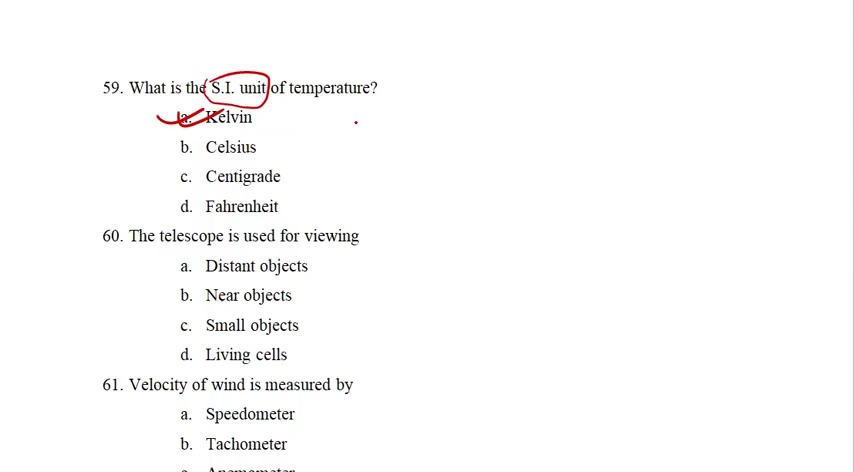 59. What is the S.I. unit of temperature?
a. Kelvin
b. Celsius
c. Centigrade
d. Fahrenheit
60. The telescope is used for viewing
a. Distant objects
b. Near objects
c. Small objects
d. Living cells
61. Velocity of wind is measured by
a. Speedometer
b. Tachometer